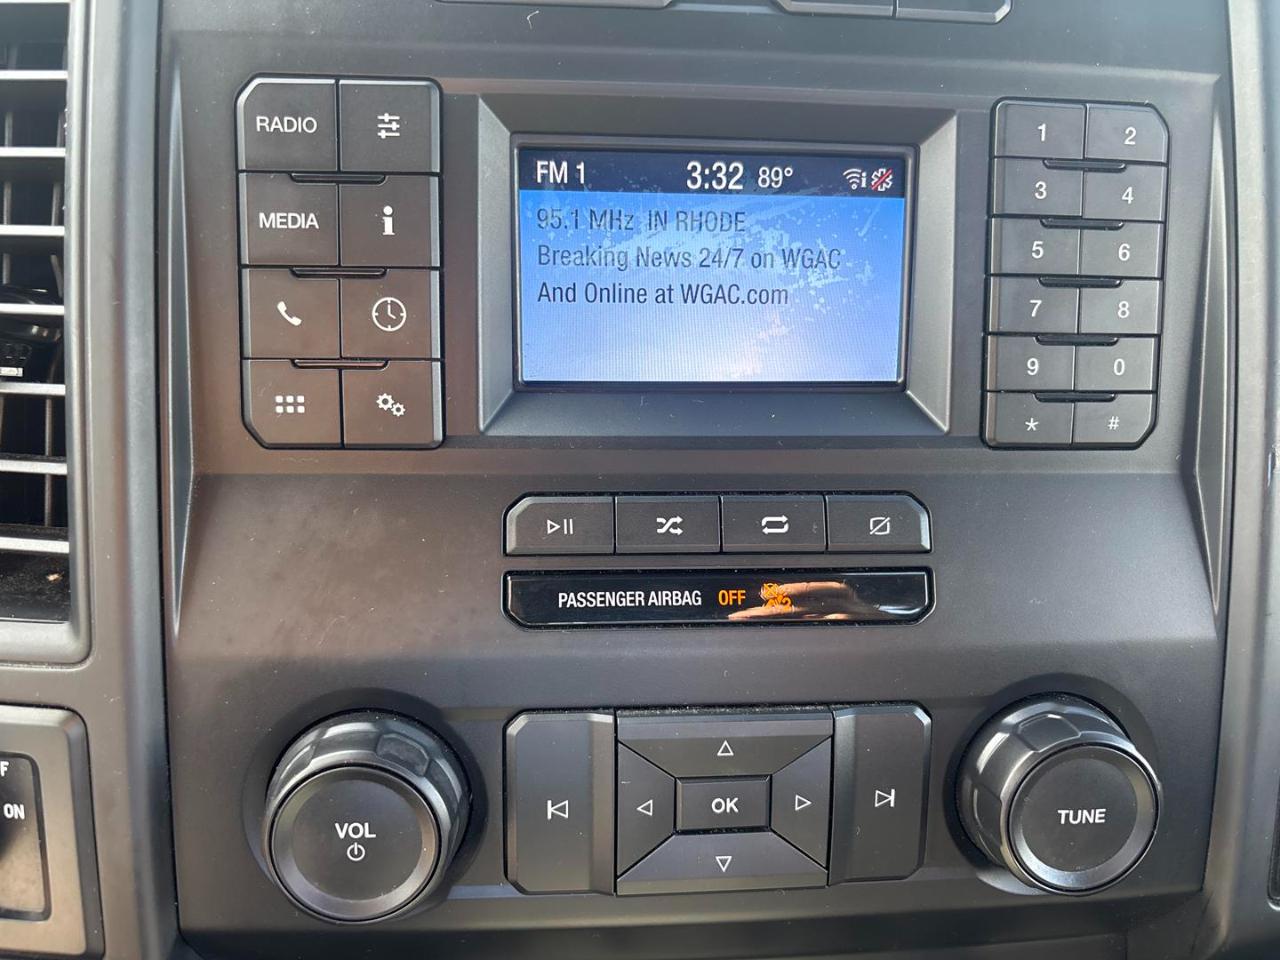 RADIO
MEDIA
i
FM 1 3:32 89°
95.1 MHz IN RHODE
Breaking News 24/7 on WGAC
And Online at WGAC.com
1 2
3 4
5 6
7 8
9 0
* #
PASSENGER AIRBAG OFF
F
ON
VOL
OK
TUNE